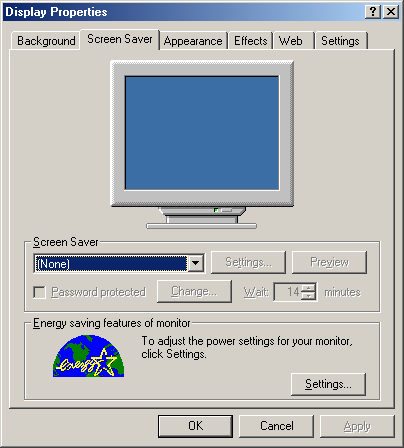 Display Properties
Background Screen Saver Appearance Effects Web Settings
Screen Saver
(None) Settings... Preview
Password protected Change... Wait: 14 minutes
Energy saving features of monitor
energy
To adjust the power settings for your monitor,
click Settings.
Settings...
OK Cancel Apply